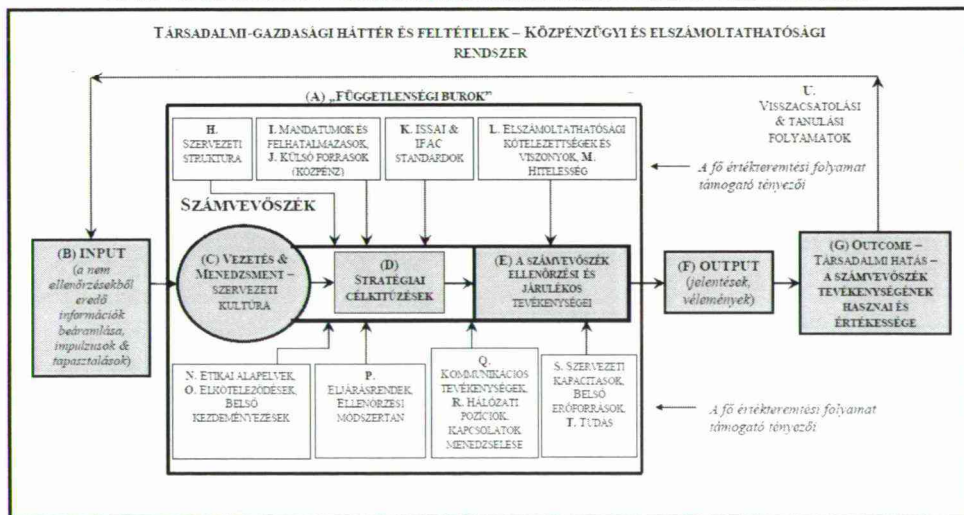 TÁRSADALMI-GAZDASÁGI HÁTTÉR ÉS FELTÉTELEK – KÖZPÉNZÜGYI ÉS ELSZÁMOLTATHATÓSÁGI
RENDSZER
(A) „FÜGGETLENSÉGI BUROK”
U.
VISSZACSATOLÁSI
& TANULÁSI
FOLYAMATOK
H.
SZERVEZETI
STRUKTÚRA
I. MANDÁTUMOK ÉS
FELHATALMAZÁSOK,
J. KÜLSŐ FORRÁSOK
(KÖZPÉNZ)
K. ISSAI &
IFAC
STANDARDOK
L. ELSZÁMOLTATHATÓSÁGI
KÖTELEZETTSÉGEK ÉS
VISZONYOK, M.
HITELESSÉG
A fő értékteremtési folyamat
támogató tényezői
SZÁMVEVŐSZÉK
(B) INPUT
(a nem
ellenőrzésekből
eredő
információk
beáramlása,
impulzusok &
tapasztalások)
(C) VEZETÉS &
MENEDZSMENT –
SZERVEZETI
KULTÚRA
(D)
STRATÉGIAI
CÉLKITŰZÉSEK
(E) A SZÁMVEVŐSZÉK
ELLENŐRZÉSI ÉS
JÁRULÉKOS
TEVÉKENYSÉGEI
(F) OUTPUT
(jelentések,
vélemények)
(G) OUTCOME –
TÁRSADALMI HATÁS –
A SZÁMVEVŐSZÉK
TEVÉKENYSÉGÉNEK
HASZNAI ÉS
ÉRTÉKESSÉGE
N. ETIKAI ALAPELVEK,
O. ELKÖTELEZŐDÉSEK,
BELSŐ
KEZDEMÉNYEZÉSEK
P.
ELJÁRÁSRENDEK,
ELLENŐRZÉSI
MÓDSZERTAN
Q.
KOMMUNIKÁCIÓS
TEVÉKENYSÉGEK,
R. HÁLÓZATI
POZÍCIÓK,
KAPCSOLATOK
MENEDZSELÉSE
S. SZERVEZETI
KAPACITÁSOK,
BELSŐ
ERŐFORRÁSOK,
T. TUDÁS
A fő értékteremtési folyamat
támogató tényezői